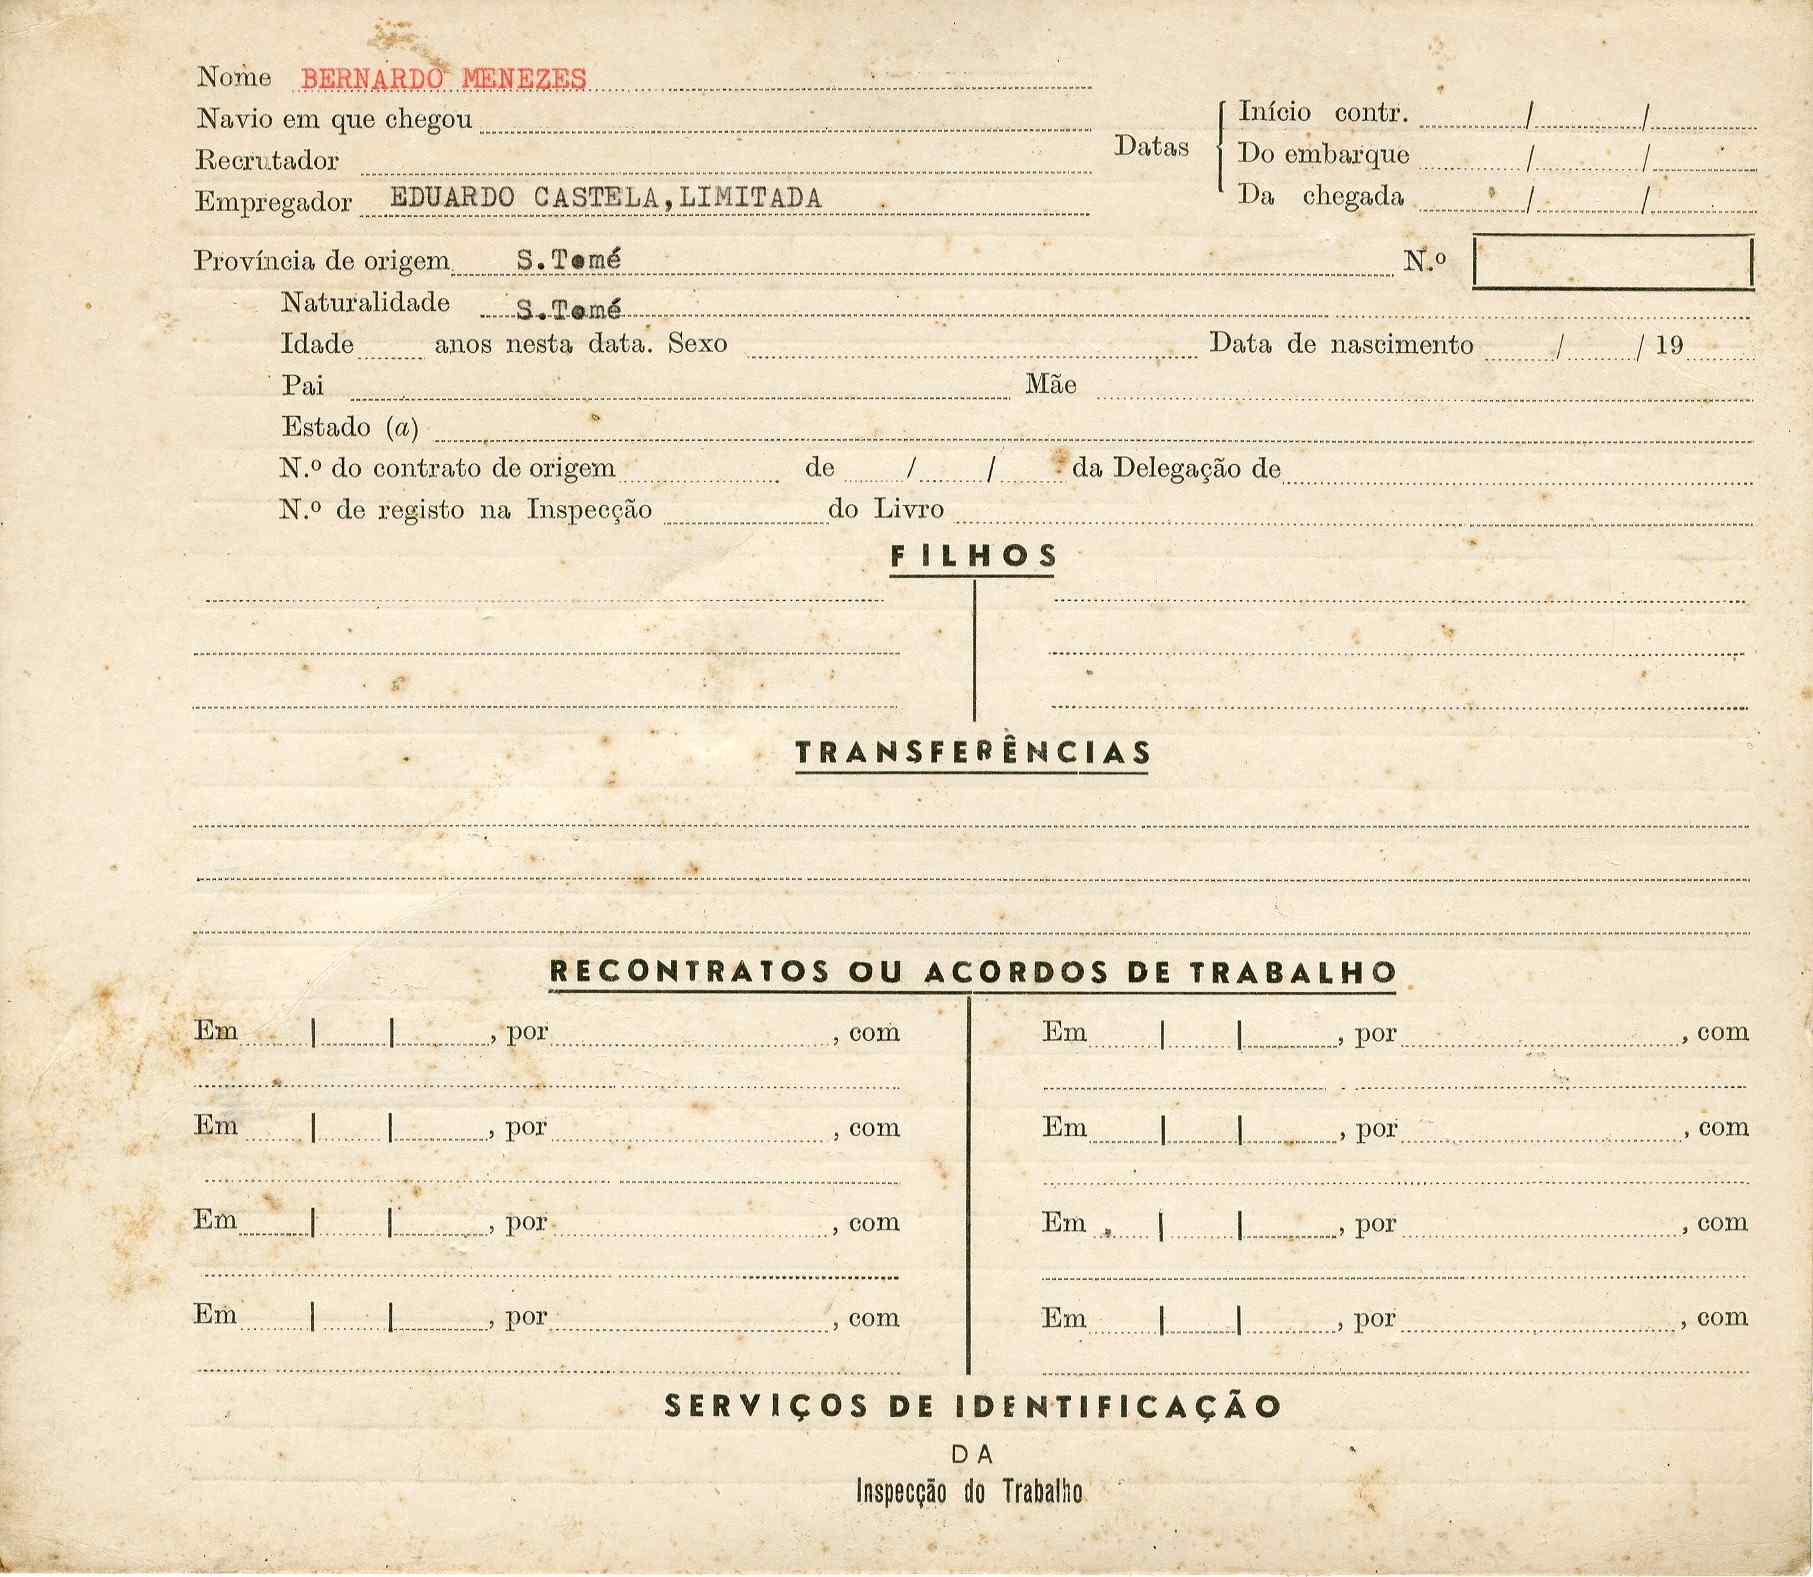 Nome BERNARDO MENEZES
Navio em que chegou
Recrutador
Empregador EDUARDO CASTELA,LIMITADA
Datas
Início contr. / /
Do embarque / /
Da chegada / /
Província de origem S.Tomé N.º
Naturalidade S.Tomé
Idade anos nesta data. Sexo Data de nascimento / / 19
Pai Mãe
Estado (a)
N.º do contrato de origem de / / da Delegação de
N.º de registo na Inspecção do Livro
FILHOS
TRANSFERÊNCIAS
RECONTRATOS OU ACORDOS DE TRABALHO
Em | | , por , com Em | | , por , com
Em | | , por , com Em | | , por , com
Em | | , por , com Em | | , por , com
Em | | , por , com Em | | , por , com
SERVIÇOS DE IDENTIFICAÇÃO
DA
Inspecção do Trabalho